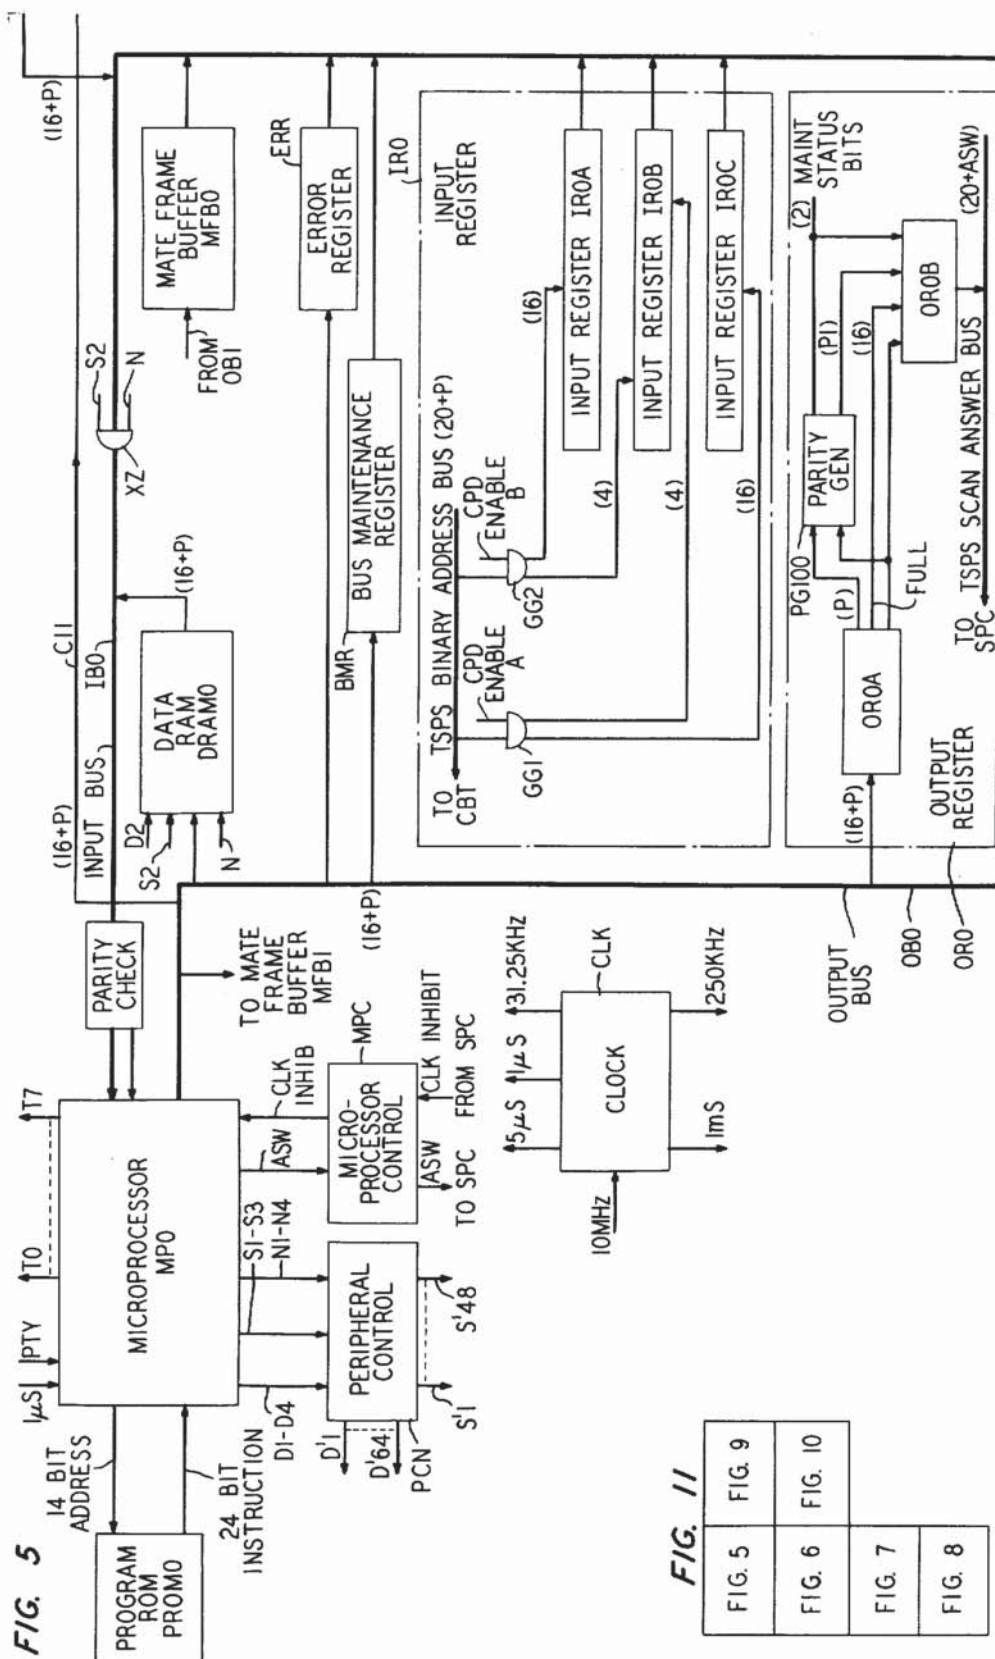 FIG. 5
PROGRAM
ROM
PROM0
14 BIT
ADDRESS
24 BIT
INSTRUCTION
1µS
PTY
T0
T7
MICROPROCESSOR
MP0
PARITY
CHECK
(16+P)
INPUT BUS
IB0
C11
D2
S2
N
DATA
RAM
DRAM0
(16+P)
XZ
S2
N
(16+P)
MATE FRAME
BUFFER
MFB0
FROM
OB1
TO MATE
FRAME
BUFFER
MFB1
D1-D4
S1-S3
N1-N4
ASW
CLK
INHIB
PERIPHERAL
CONTROL
D'1
D'64
PCN
S'1
S'48
MICRO-
PROCESSOR
CONTROL
MPC
ASW
TO SPC
CLK INHIBIT
FROM SPC
(16+P)
BMR
BUS MAINTENANCE
REGISTER
ERROR
REGISTER
ERR
10MHz
CLOCK
CLK
5µS
1µS
31.25KHz
1mS
250KHz
IR0
INPUT
REGISTER
TO
CBT
TSPS BINARY ADDRESS BUS (20+P)
CPD
ENABLE
A
GG1
CPD
ENABLE
B
GG2
(16)
(4)
(4)
(16)
INPUT REGISTER IR0A
INPUT REGISTER IR0B
INPUT REGISTER IR0C
OUTPUT
BUS
OB0
OR0
OUTPUT
REGISTER
(16+P)
OR0A
PG100
(P)
FULL
PARITY
GEN
(P1)
(16)
(2)
MAINT
STATUS
BITS
OR0B
TO
SPC
TSPS SCAN ANSWER BUS
(20+ASW)
FIG. 11
FIG. 5
FIG. 9
FIG. 6
FIG. 10
FIG. 7
FIG. 8